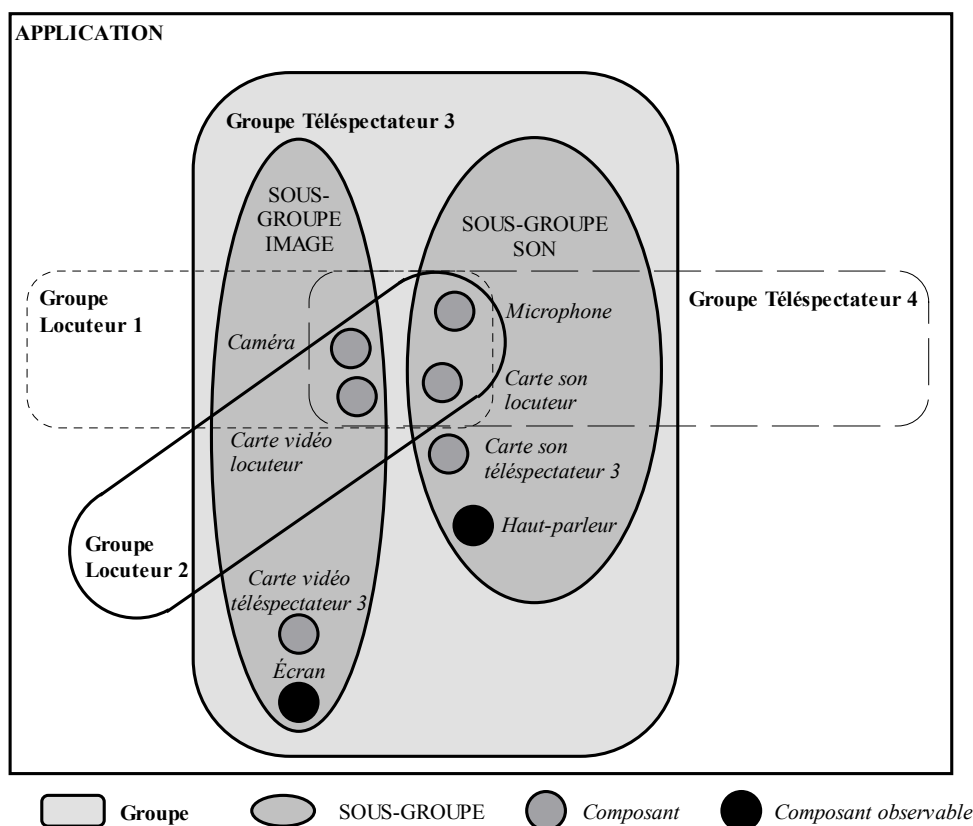 APPLICATION
Groupe Téléspectateur 3
SOUS-
GROUPE
IMAGE
SOUS-GROUPE
SON
Groupe
Locuteur 1
Groupe Téléspectateur 4
Microphone
Caméra
Carte son
locuteur
Carte vidéo
locuteur
Carte son
téléspectateur 3
Haut-parleur
Groupe
Locuteur 2
Carte vidéo
téléspectateur 3
Écran
Groupe
SOUS-GROUPE
Composant
Composant observable